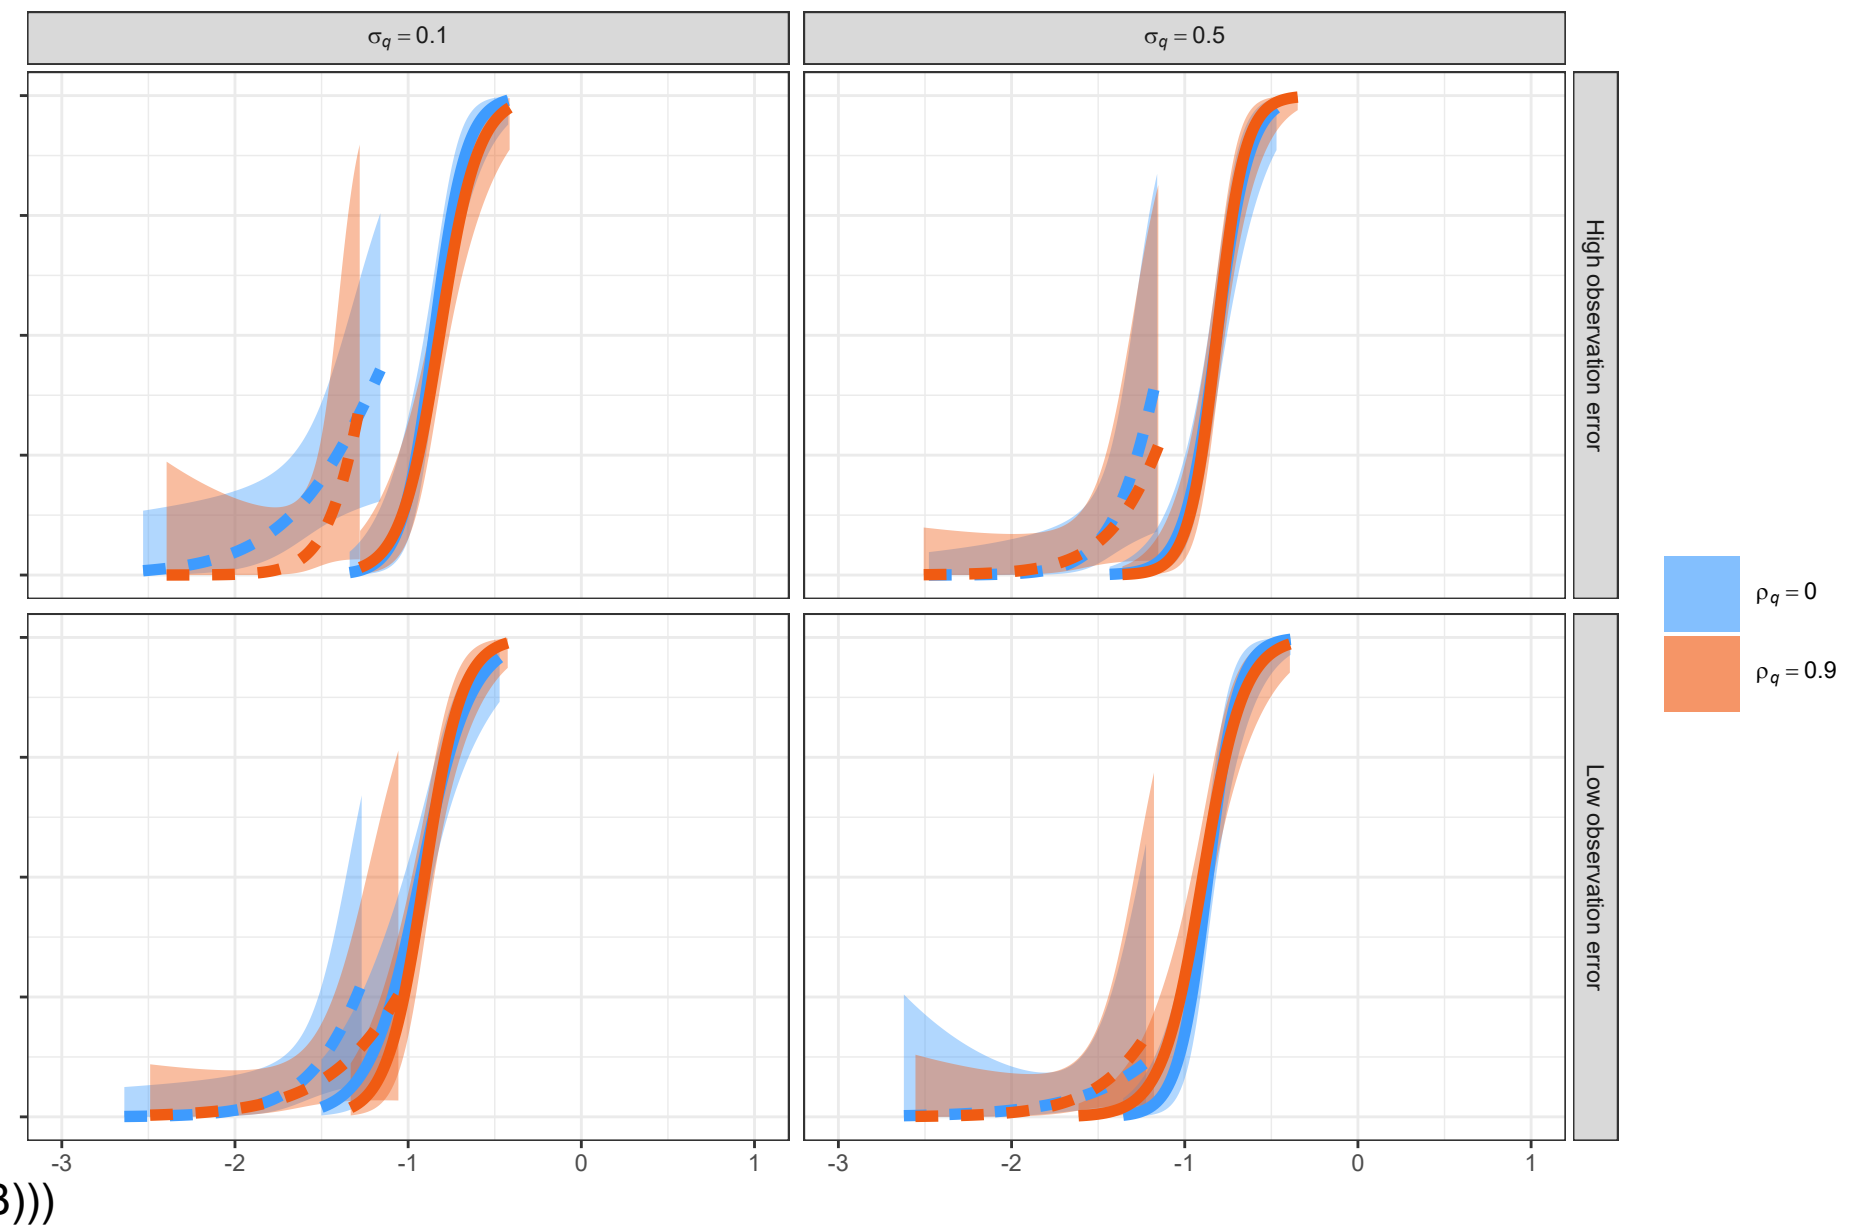 σq = 0.1
σq = 0.5
High observation error
Low observation error
ρq = 0
ρq = 0.9
-3 -2 -1 0 1
-3 -2 -1 0 1
)))